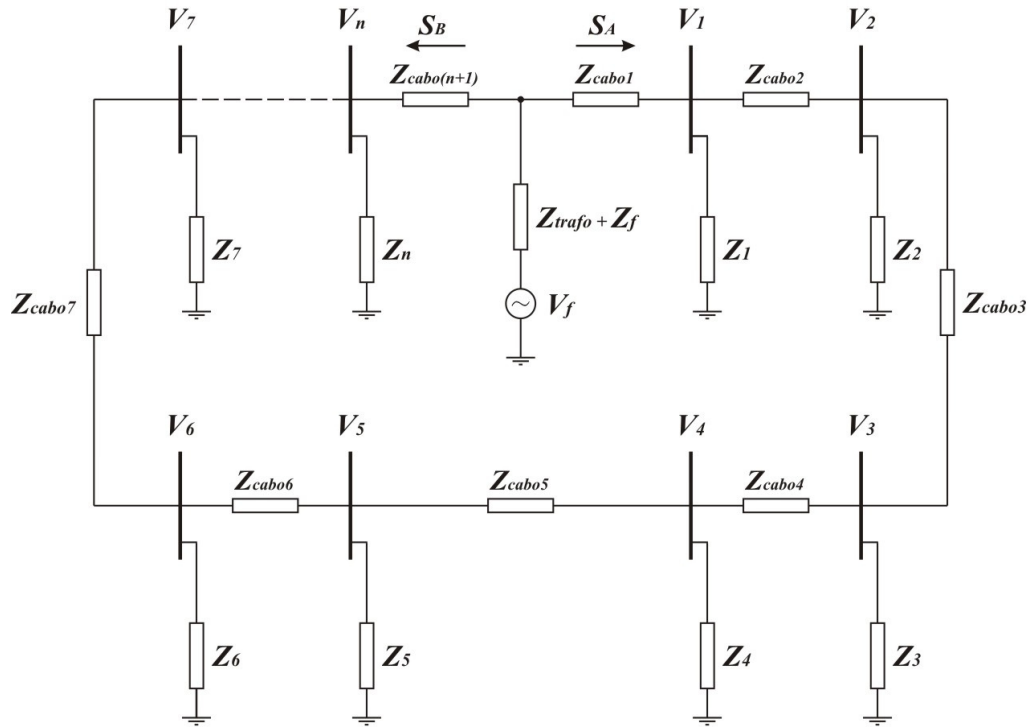 V7 Vn SB SA V1 V2
Zcabo(n+1) Zcabo1 Zcabo2
Ztrafo + Zf
Z7 Zn Z1 Z2
Zcabo7 Vf Zcabo3
V6 V5 V4 V3
Zcabo6 Zcabo5 Zcabo4
Z6 Z5 Z4 Z3